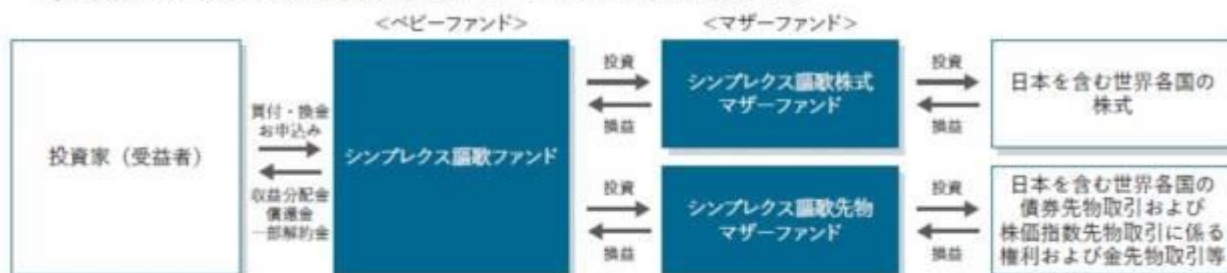 ＜ベビーファンド＞
＜マザーファンド＞
投資家（受益者）
買付・換金
お申込み
収益分配金
償還金
一部解約金
シンプレクス謳歌ファンド
投資
損益
シンプレクス謳歌株式
マザーファンド
投資
損益
日本を含む世界各国の
株式
投資
損益
シンプレクス謳歌先物
マザーファンド
投資
損益
日本を含む世界各国の
債券先物取引および
株価指数先物取引に係る
権利および金先物取引等